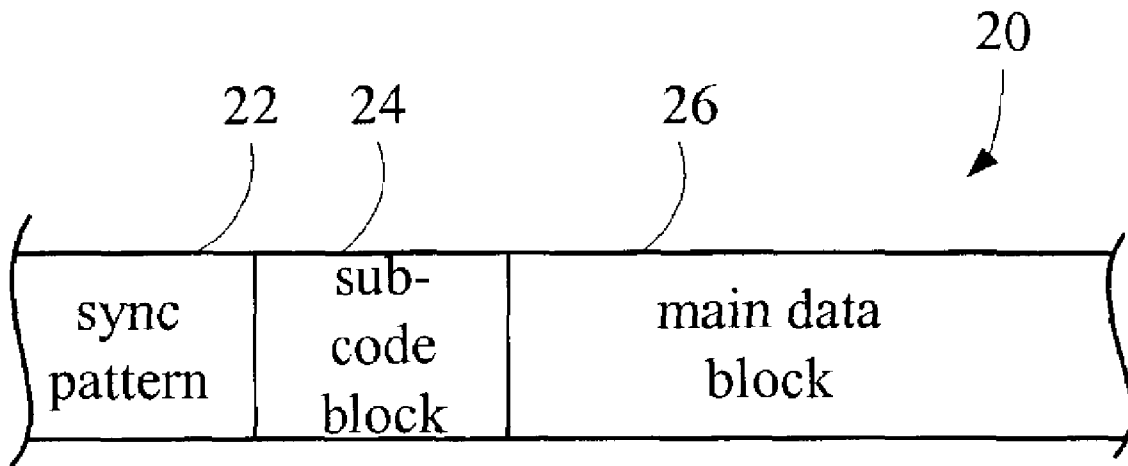 20
22 24 26
sync
pattern
sub-
code
block
main data
block